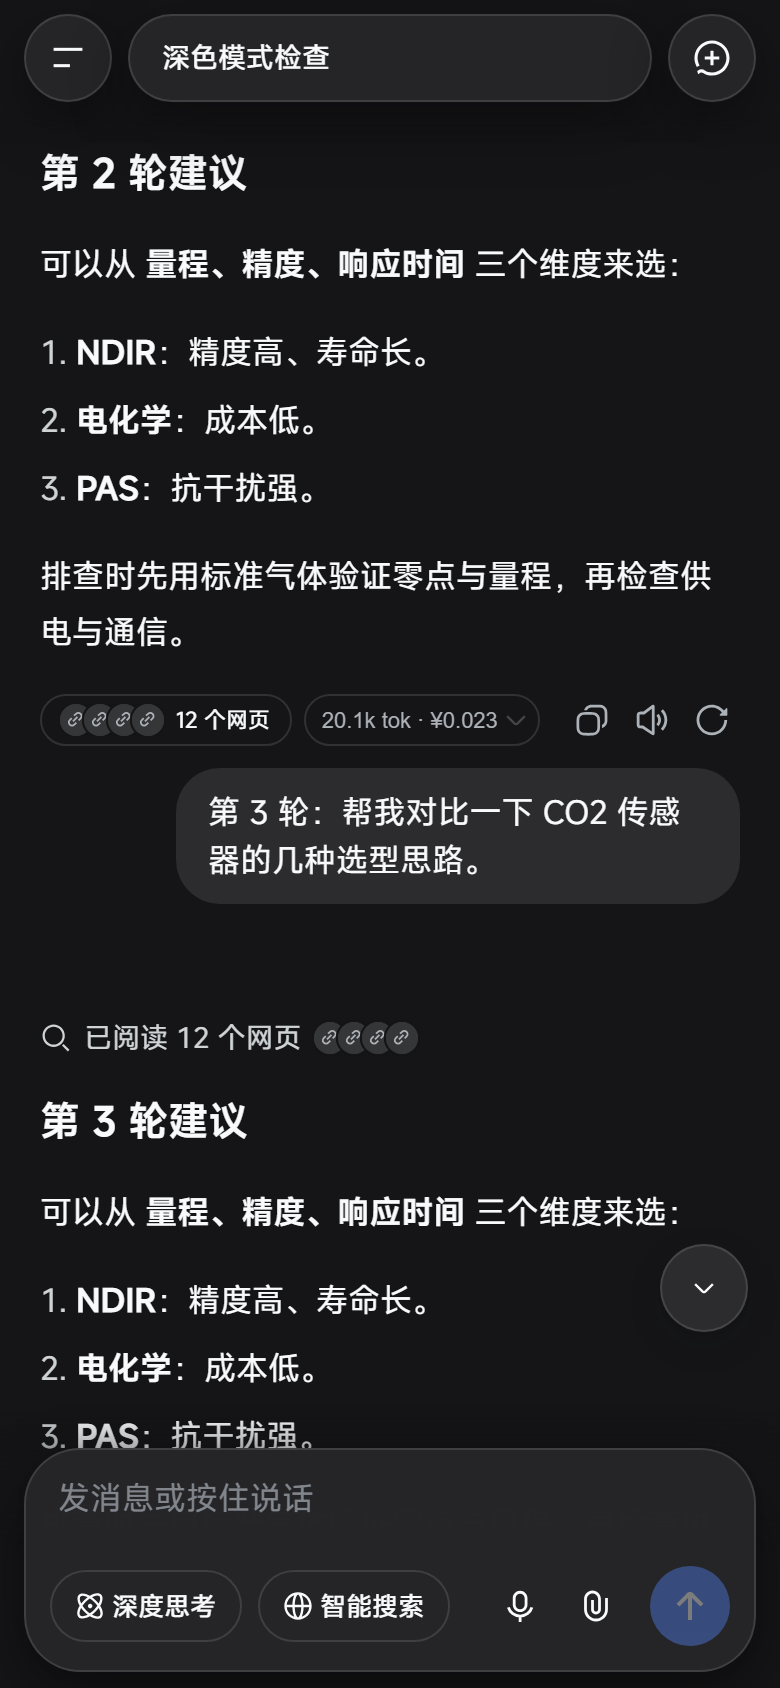 深色模式检查
第 2 轮建议
可以从 量程、精度、响应时间 三个维度来选：
1. NDIR：精度高、寿命长。
2. 电化学：成本低。
3. PAS：抗干扰强。
排查时先用标准气体验证零点与量程，再检查供
电与通信。
12 个网页
20.1k tok · ¥0.023
第 3 轮：帮我对比一下 CO2 传感
器的几种选型思路。
已阅读 12 个网页
第 3 轮建议
可以从 量程、精度、响应时间 三个维度来选：
1. NDIR：精度高、寿命长。
2. 电化学：成本低。
3. PAS：抗干扰强。
发消息或按住说话
深度思考
智能搜索